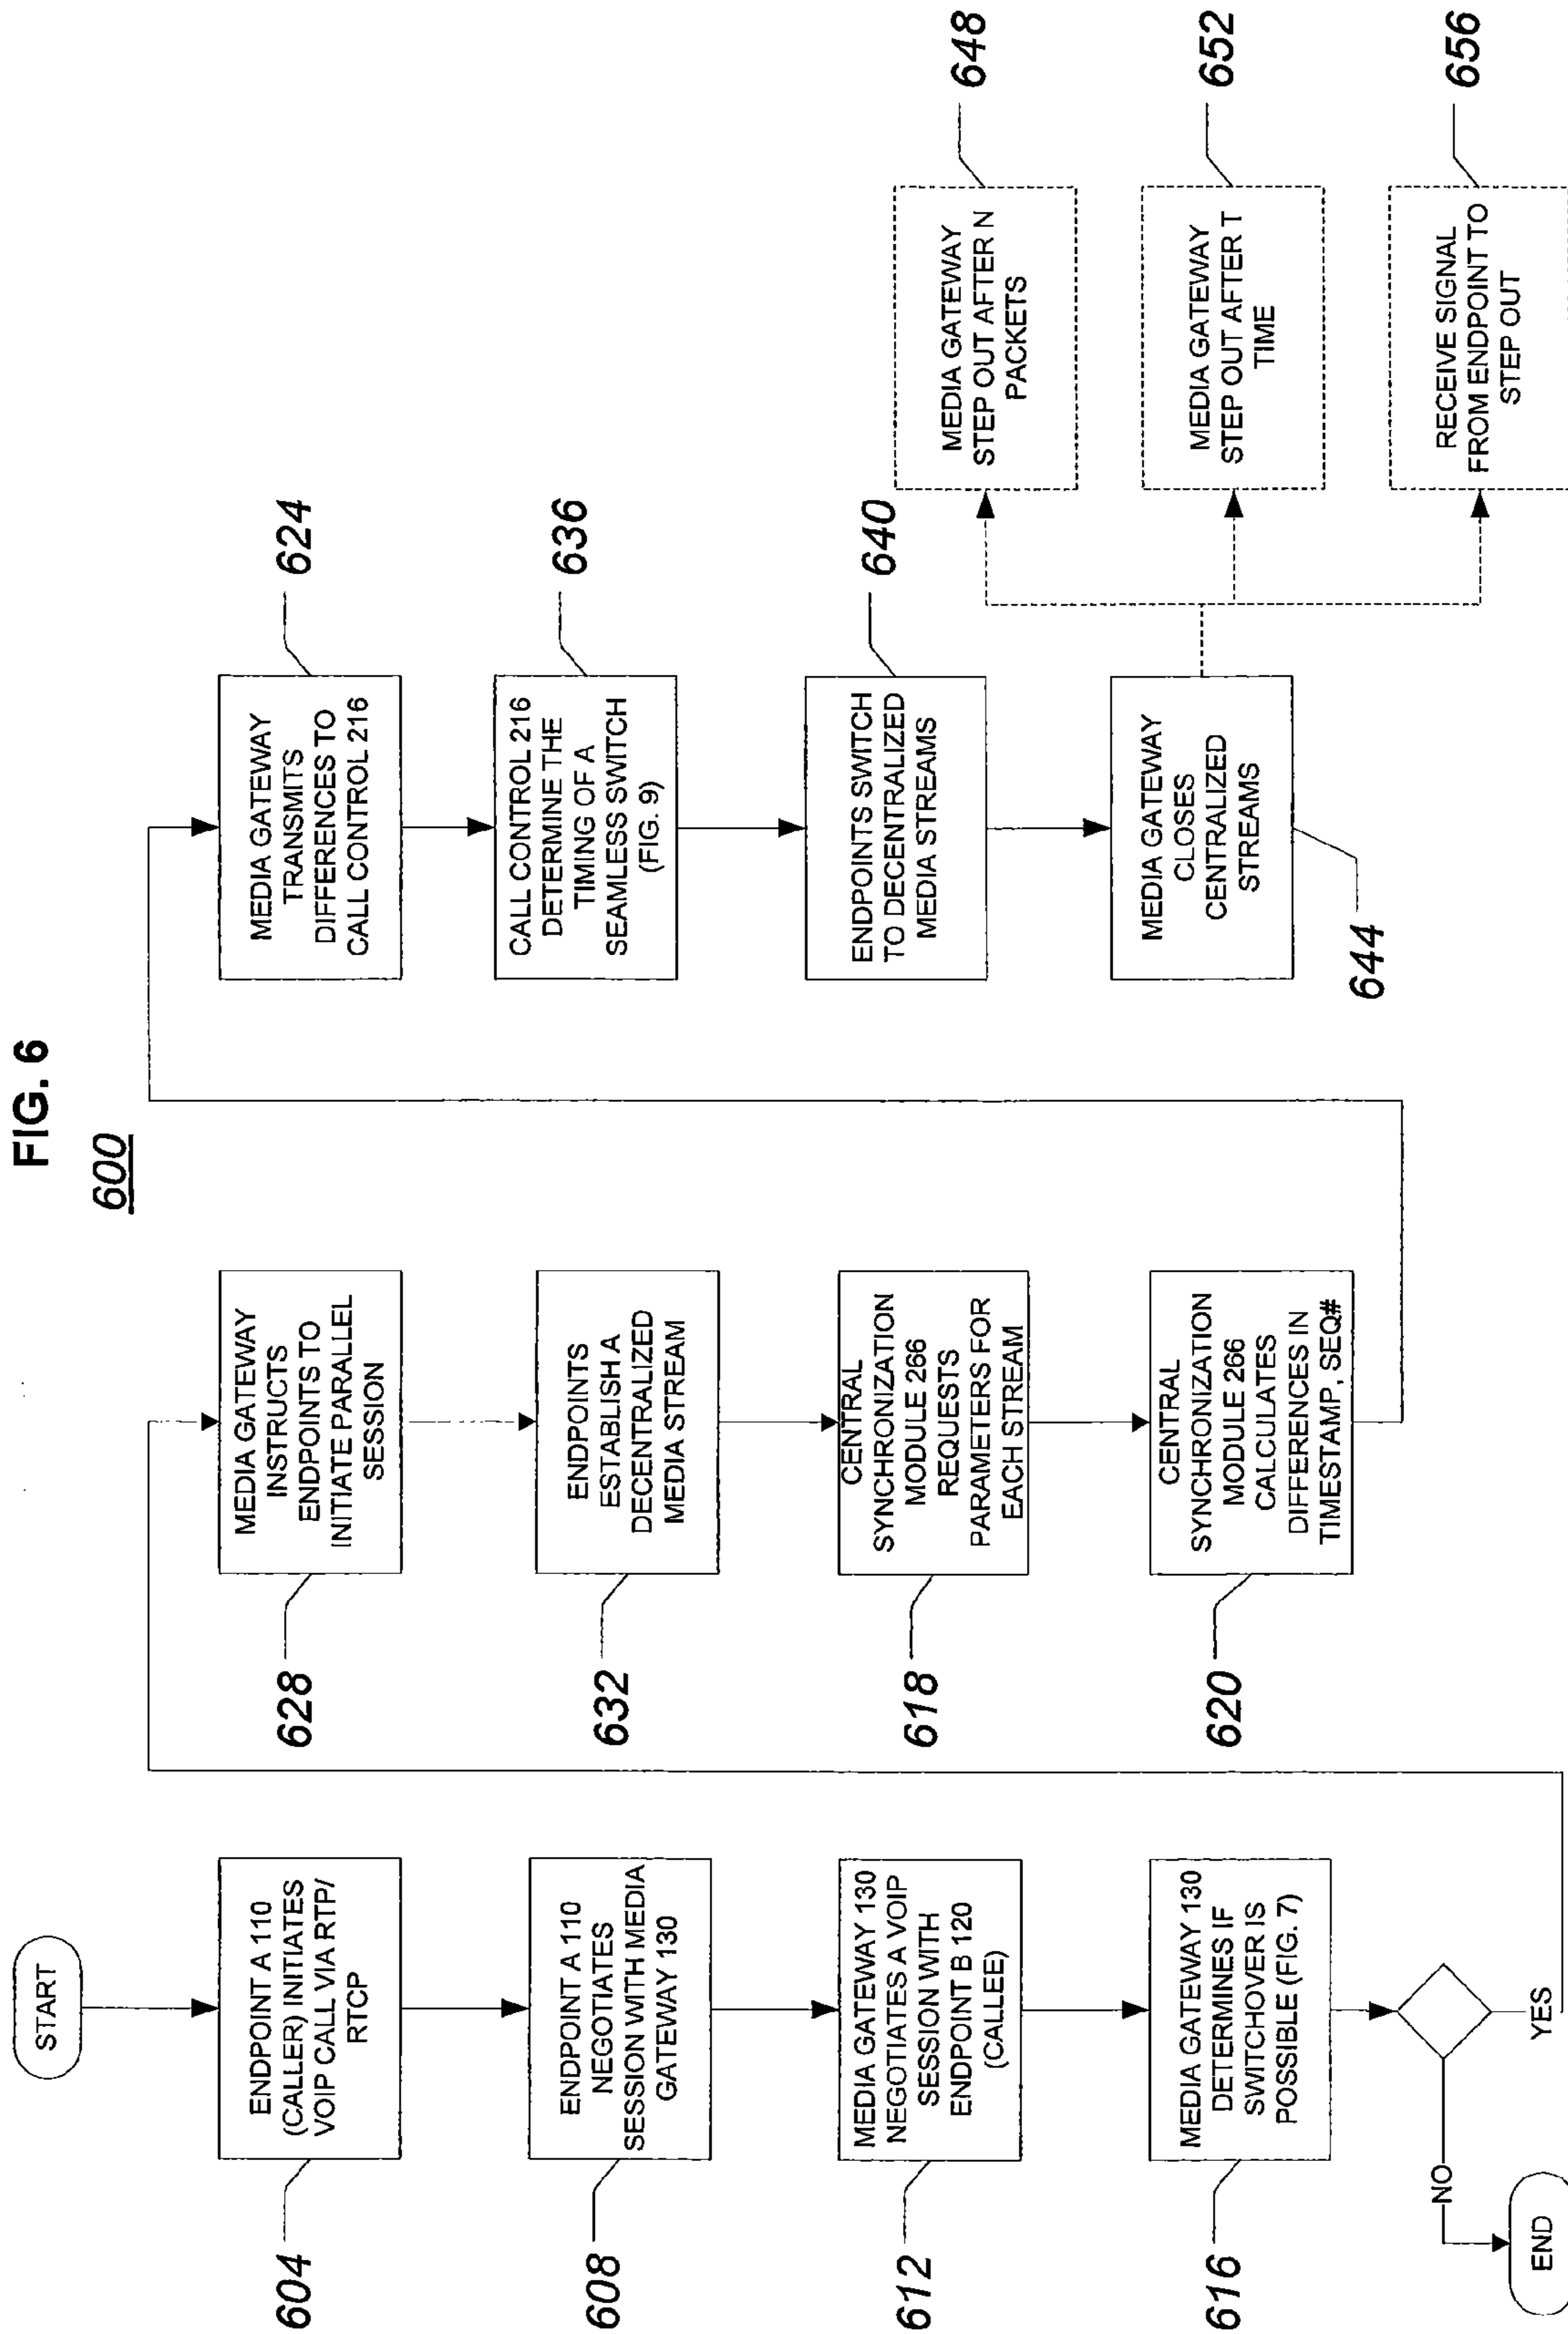 FIG. 6
600
START
ENDPOINT A 110
(CALLER) INITIATES
VOIP CALL VIA RTP/
RTCP
604
ENDPOINT A 110
NEGOTIATES
SESSION WITH MEDIA
GATEWAY 130
608
MEDIA GATEWAY 130
NEGOTIATES A VOIP
SESSION WITH
ENDPOINT B 120
(CALLEE)
612
MEDIA GATEWAY 130
DETERMINES IF
SWITCHOVER IS
POSSIBLE (FIG. 7)
616
NO
YES
END
MEDIA GATEWAY
INSTRUCTS
ENDPOINTS TO
INITIATE PARALLEL
SESSION
628
ENDPOINTS
ESTABLISH A
DECENTRALIZED
MEDIA STREAM
632
CENTRAL
SYNCHRONIZATION
MODULE 266
REQUESTS
PARAMETERS FOR
EACH STREAM
618
CENTRAL
SYNCHRONIZATION
MODULE 266
CALCULATES
DIFFERENCES IN
TIMESTAMP, SEQ#
620
MEDIA GATEWAY
TRANSMITS
DIFFERENCES TO
CALL CONTROL 216
624
CALL CONTROL 216
DETERMINE THE
TIMING OF A
SEAMLESS SWITCH
(FIG. 9)
636
ENDPOINTS SWITCH
TO DECENTRALIZED
MEDIA STREAMS
640
MEDIA GATEWAY
CLOSES
CENTRALIZED
STREAMS
644
MEDIA GATEWAY
STEP OUT AFTER N
PACKETS
648
MEDIA GATEWAY
STEP OUT AFTER T
TIME
652
RECEIVE SIGNAL
FROM ENDPOINT TO
STEP OUT
656